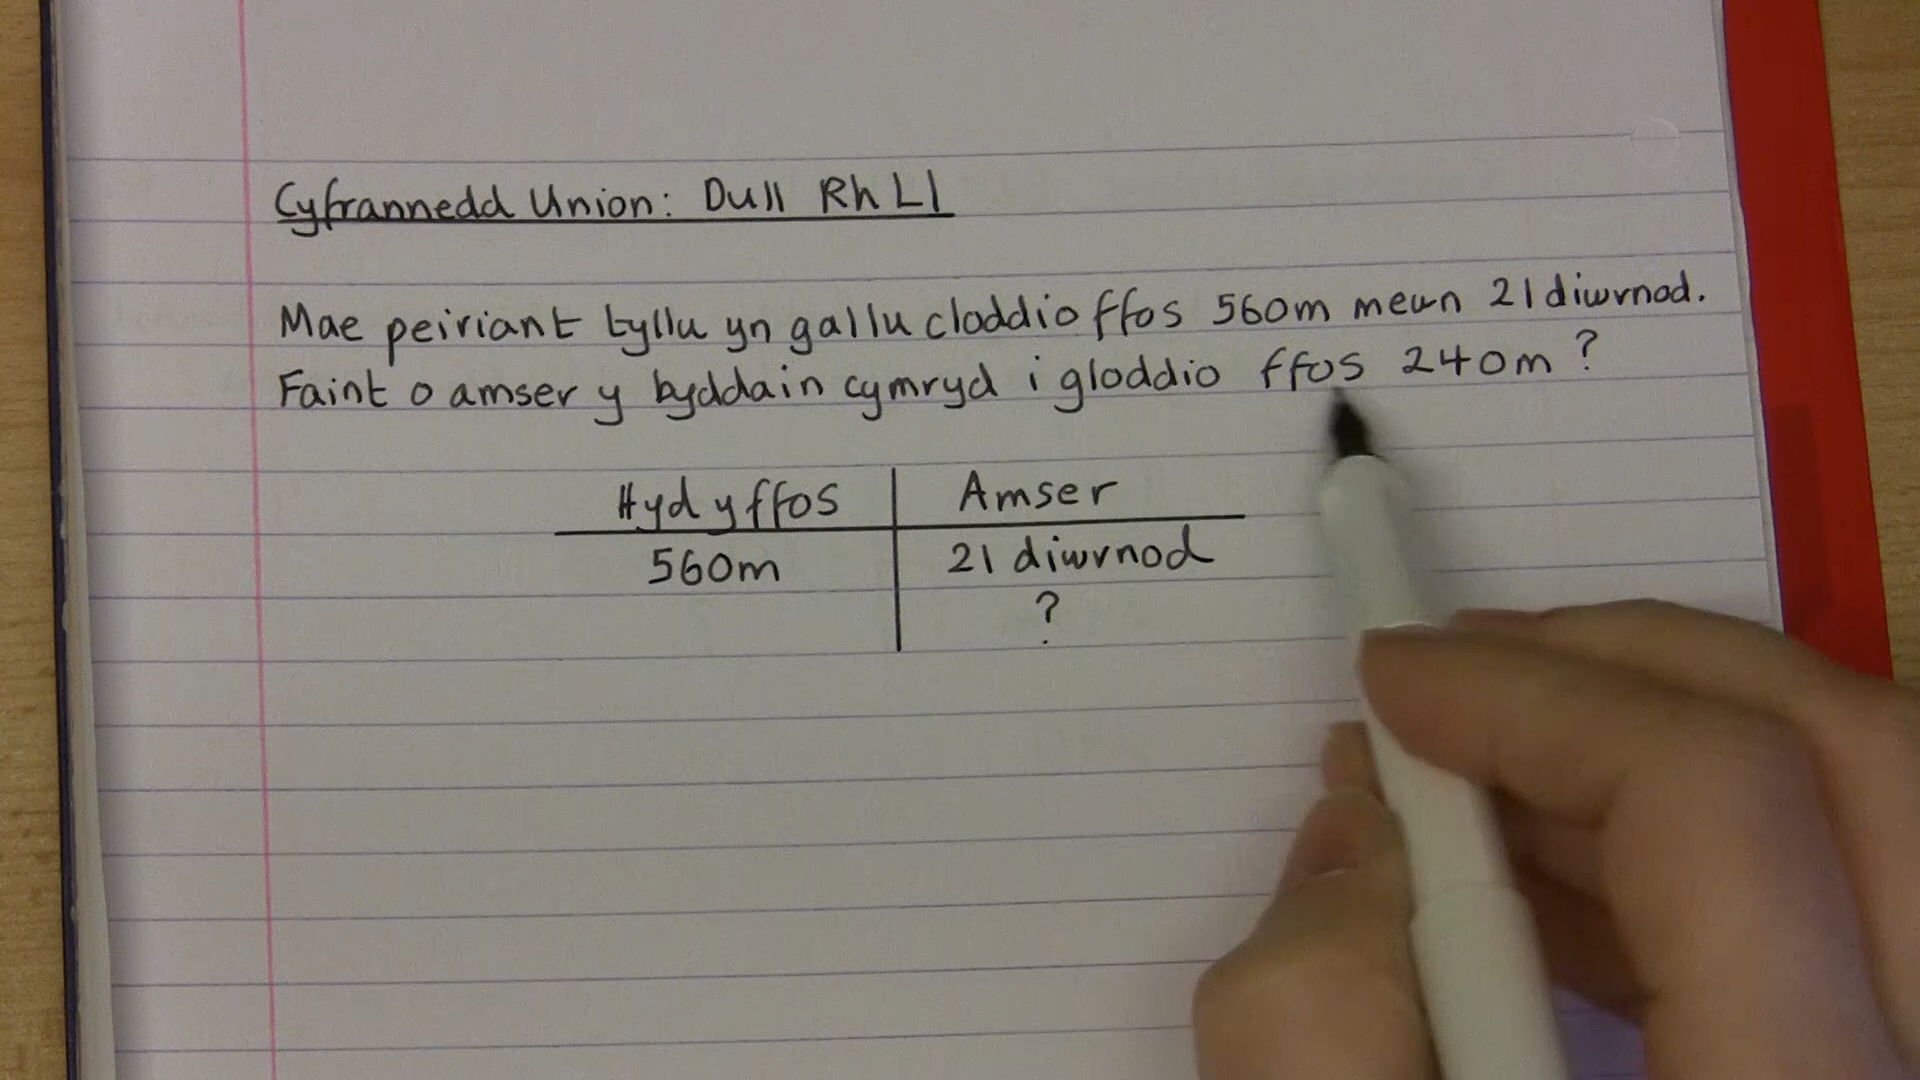 Cyfrannedd Union: Dull RhLl
Mae peiriant tyllu yn gallu cloddio ffos 560m mewn 21 diwrnod.
Faint o amser y byddain cymryd i gloddio ffos 240m?
Hyd y ffos Amser
560m 21 diwrnod
?